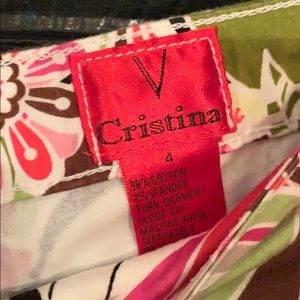 V
Cristina
4
98% COTTON
2% SPANDEX
TURN GARMENT
INSIDE OUT
MACHINE WASH
SEPARATELY